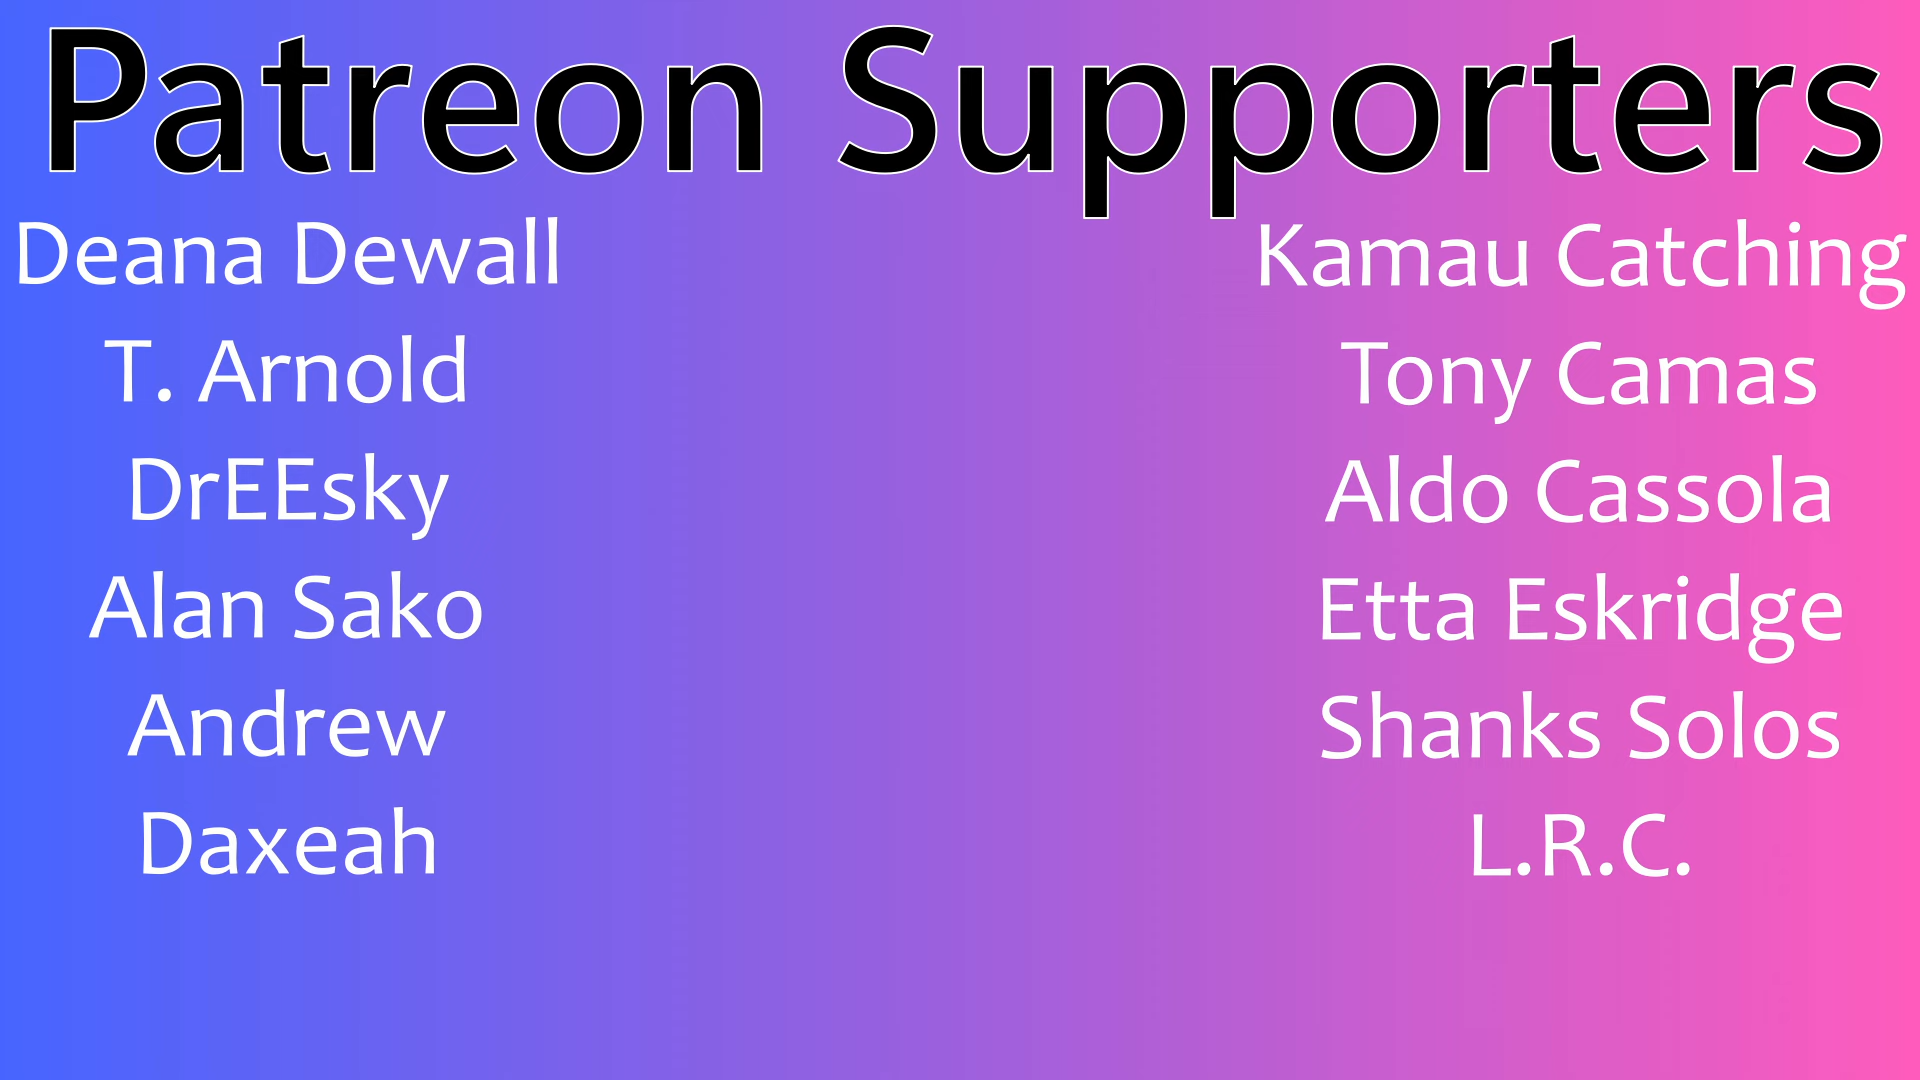 Patreon Supporters
Deana Dewall
T. Arnold
DrEEsky
Alan Sako
Andrew
Daxeah
Kamau Catching
Tony Camas
Aldo Cassola
Etta Eskridge
Shanks Solos
L.R.C.